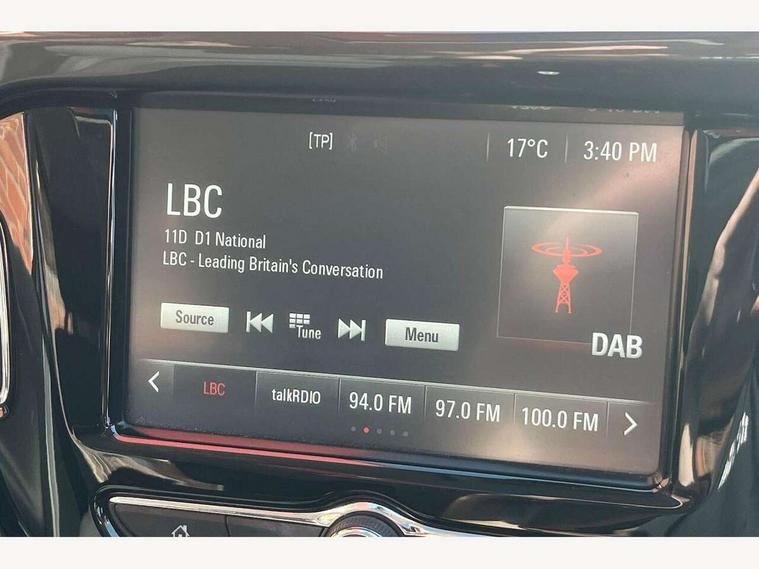 [TP]
17°C
3:40 PM
LBC
11D D1 National
LBC - Leading Britain's Conversation
Source
Tune
Menu
DAB
LBC
talkRDIO
94.0 FM
97.0 FM
100.0 FM